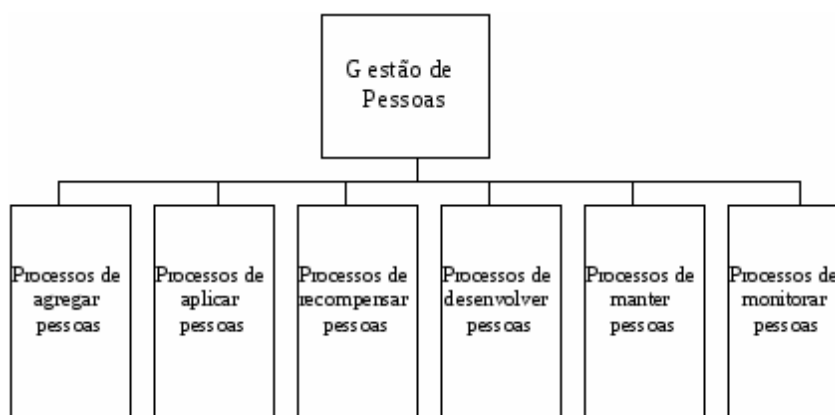 Gestão de
Pessoas
Processos de
agregar
pessoas
Processos de
aplicar
pessoas
Processos de
recompensar
pessoas
Processos de
desenvolver
pessoas
Processos de
manter
pessoas
Processos de
monitorar
pessoas